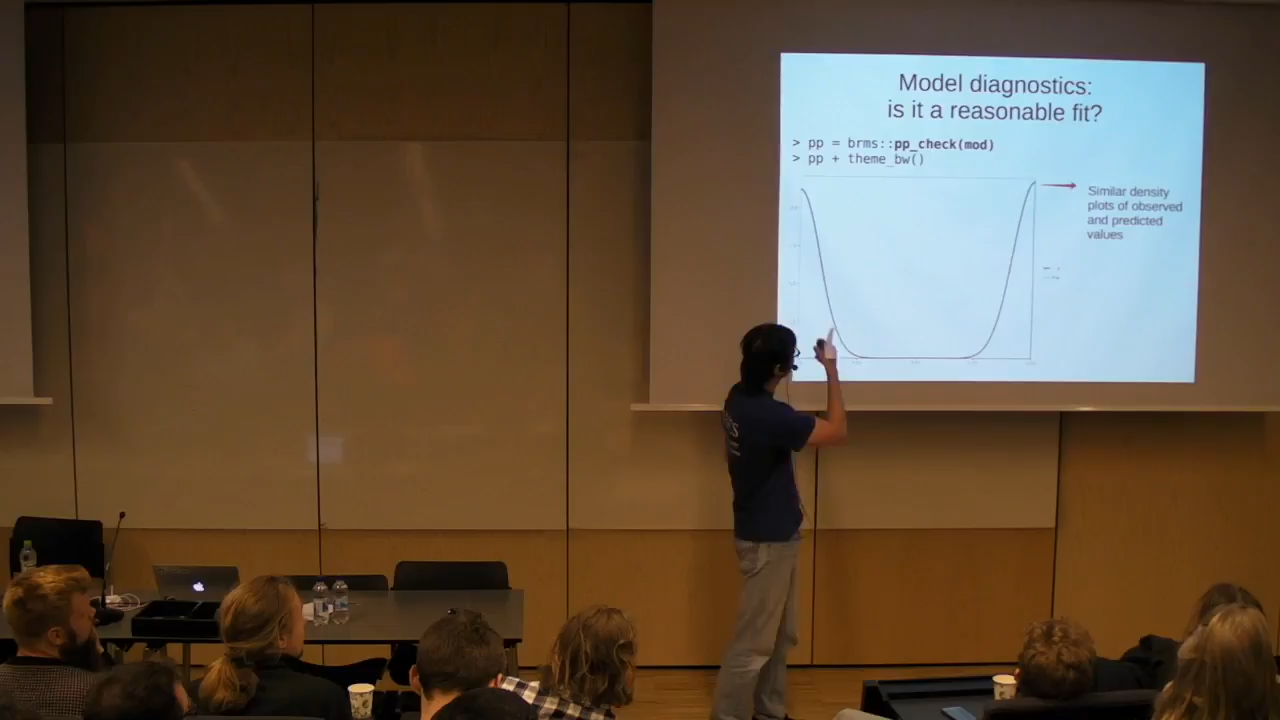 Model diagnostics:
is it a reasonable fit?
> pp = brms::pp_check(mod)
> pp + theme_bw()
Similar density
plots of observed
and predicted
values